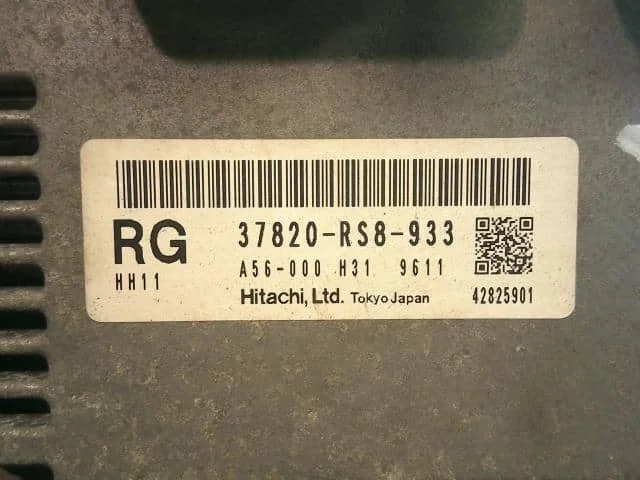 RG 37820-RS8-933
HH11 A56-000 H31 9611
Hitachi, Ltd. Tokyo Japan 42825901